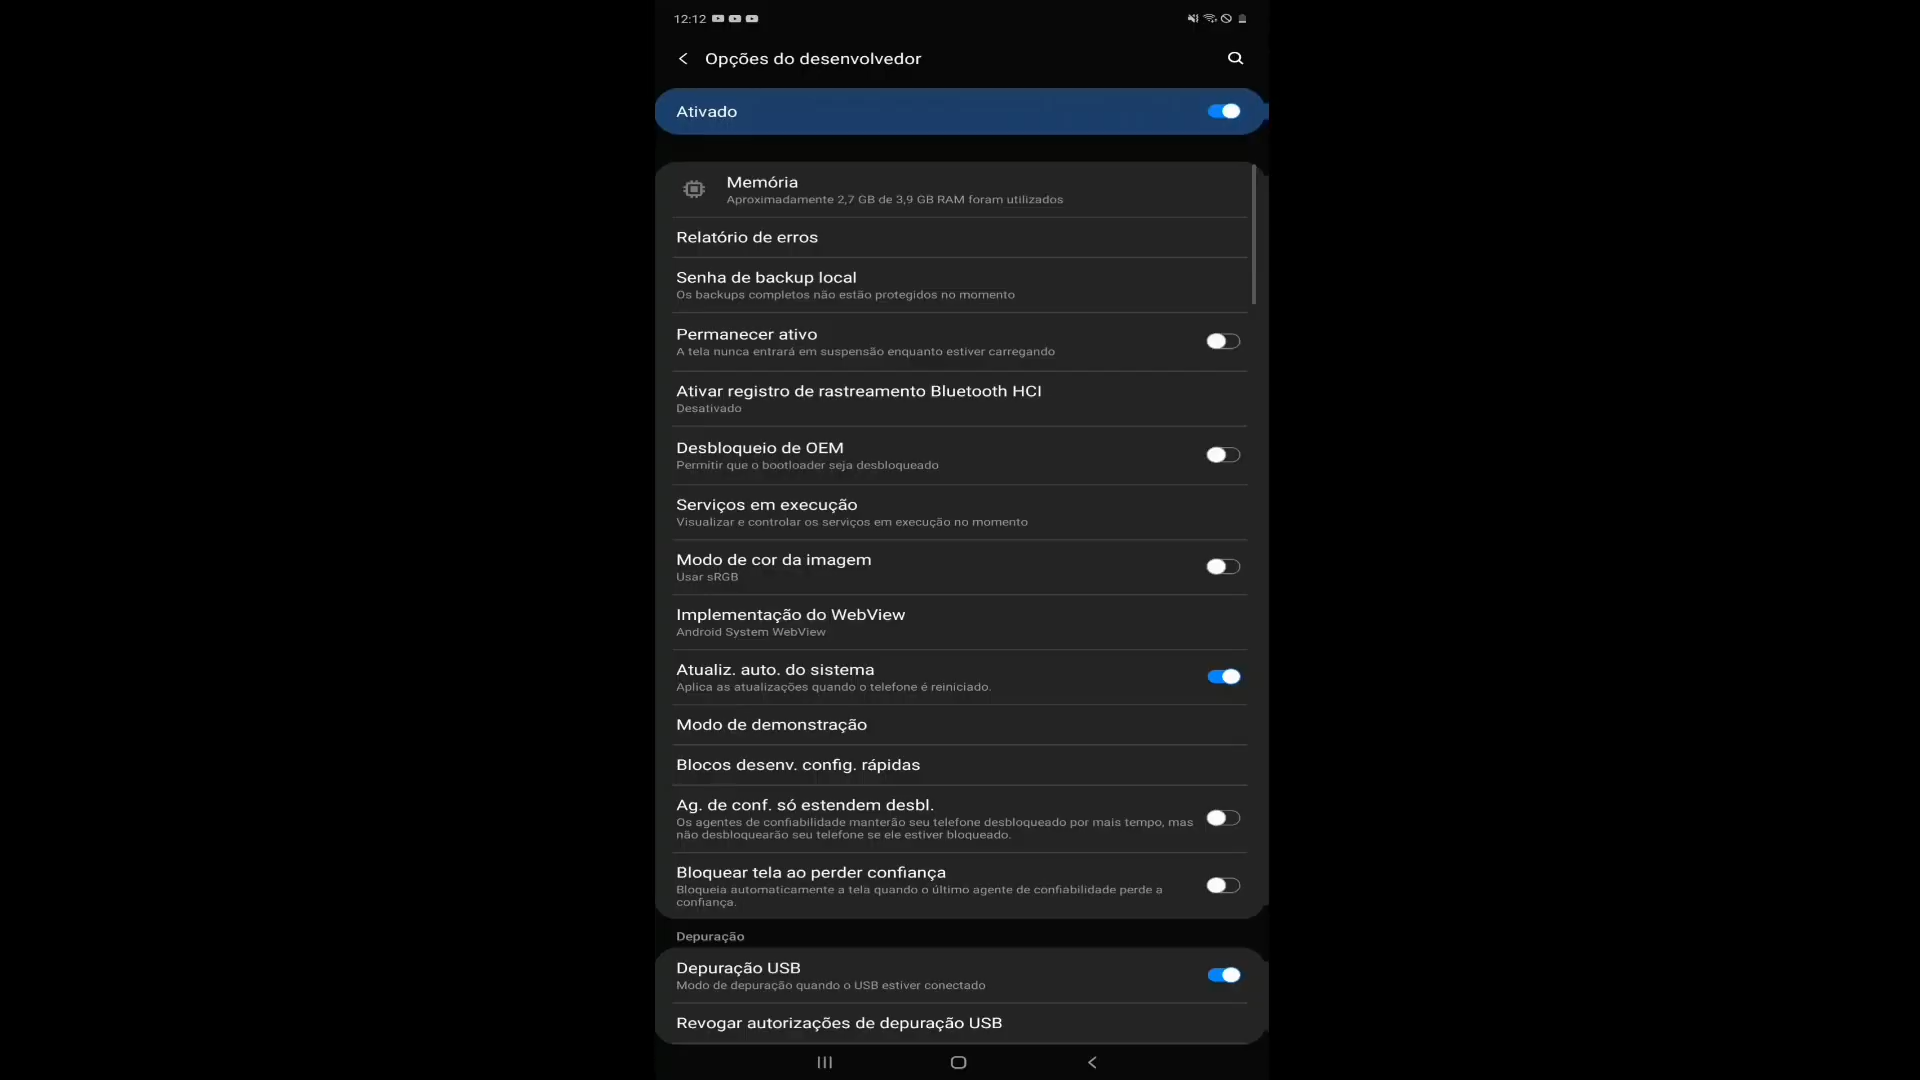 12:12
Opções do desenvolvedor
Ativado
Memória
Aproximadamente 2,7 GB de 3,9 GB RAM foram utilizados
Relatório de erros
Senha de backup local
Os backups completos não estão protegidos no momento
Permanecer ativo
A tela nunca entrará em suspensão enquanto estiver carregando
Ativar registro de rastreamento Bluetooth HCI
Desativado
Desbloqueio de OEM
Permitir que o bootloader seja desbloqueado
Serviços em execução
Visualizar e controlar os serviços em execução no momento
Modo de cor da imagem
Usar sRGB
Implementação do WebView
Android System WebView
Atualiz. auto. do sistema
Aplica as atualizações quando o telefone é reiniciado.
Modo de demonstração
Blocos desenv. config. rápidas
Ag. de conf. só estendem desbl.
Os agentes de confiabilidade manterão seu telefone desbloqueado por mais tempo, mas
não desbloquearão seu telefone se ele estiver bloqueado.
Bloquear tela ao perder confiança
Bloqueia automaticamente a tela quando o último agente de confiabilidade perde a
confiança.
Depuração
Depuração USB
Modo de depuração quando o USB estiver conectado
Revogar autorizações de depuração USB